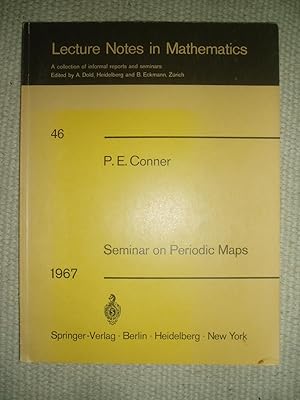 Lecture Notes in Mathematics
A collection of informal reports and seminars
Edited by A. Dold, Heidelberg and B. Eckmann, Zürich
46
P. E. Conner
Seminar on Periodic Maps
1967
Springer-Verlag · Berlin · Heidelberg · New York